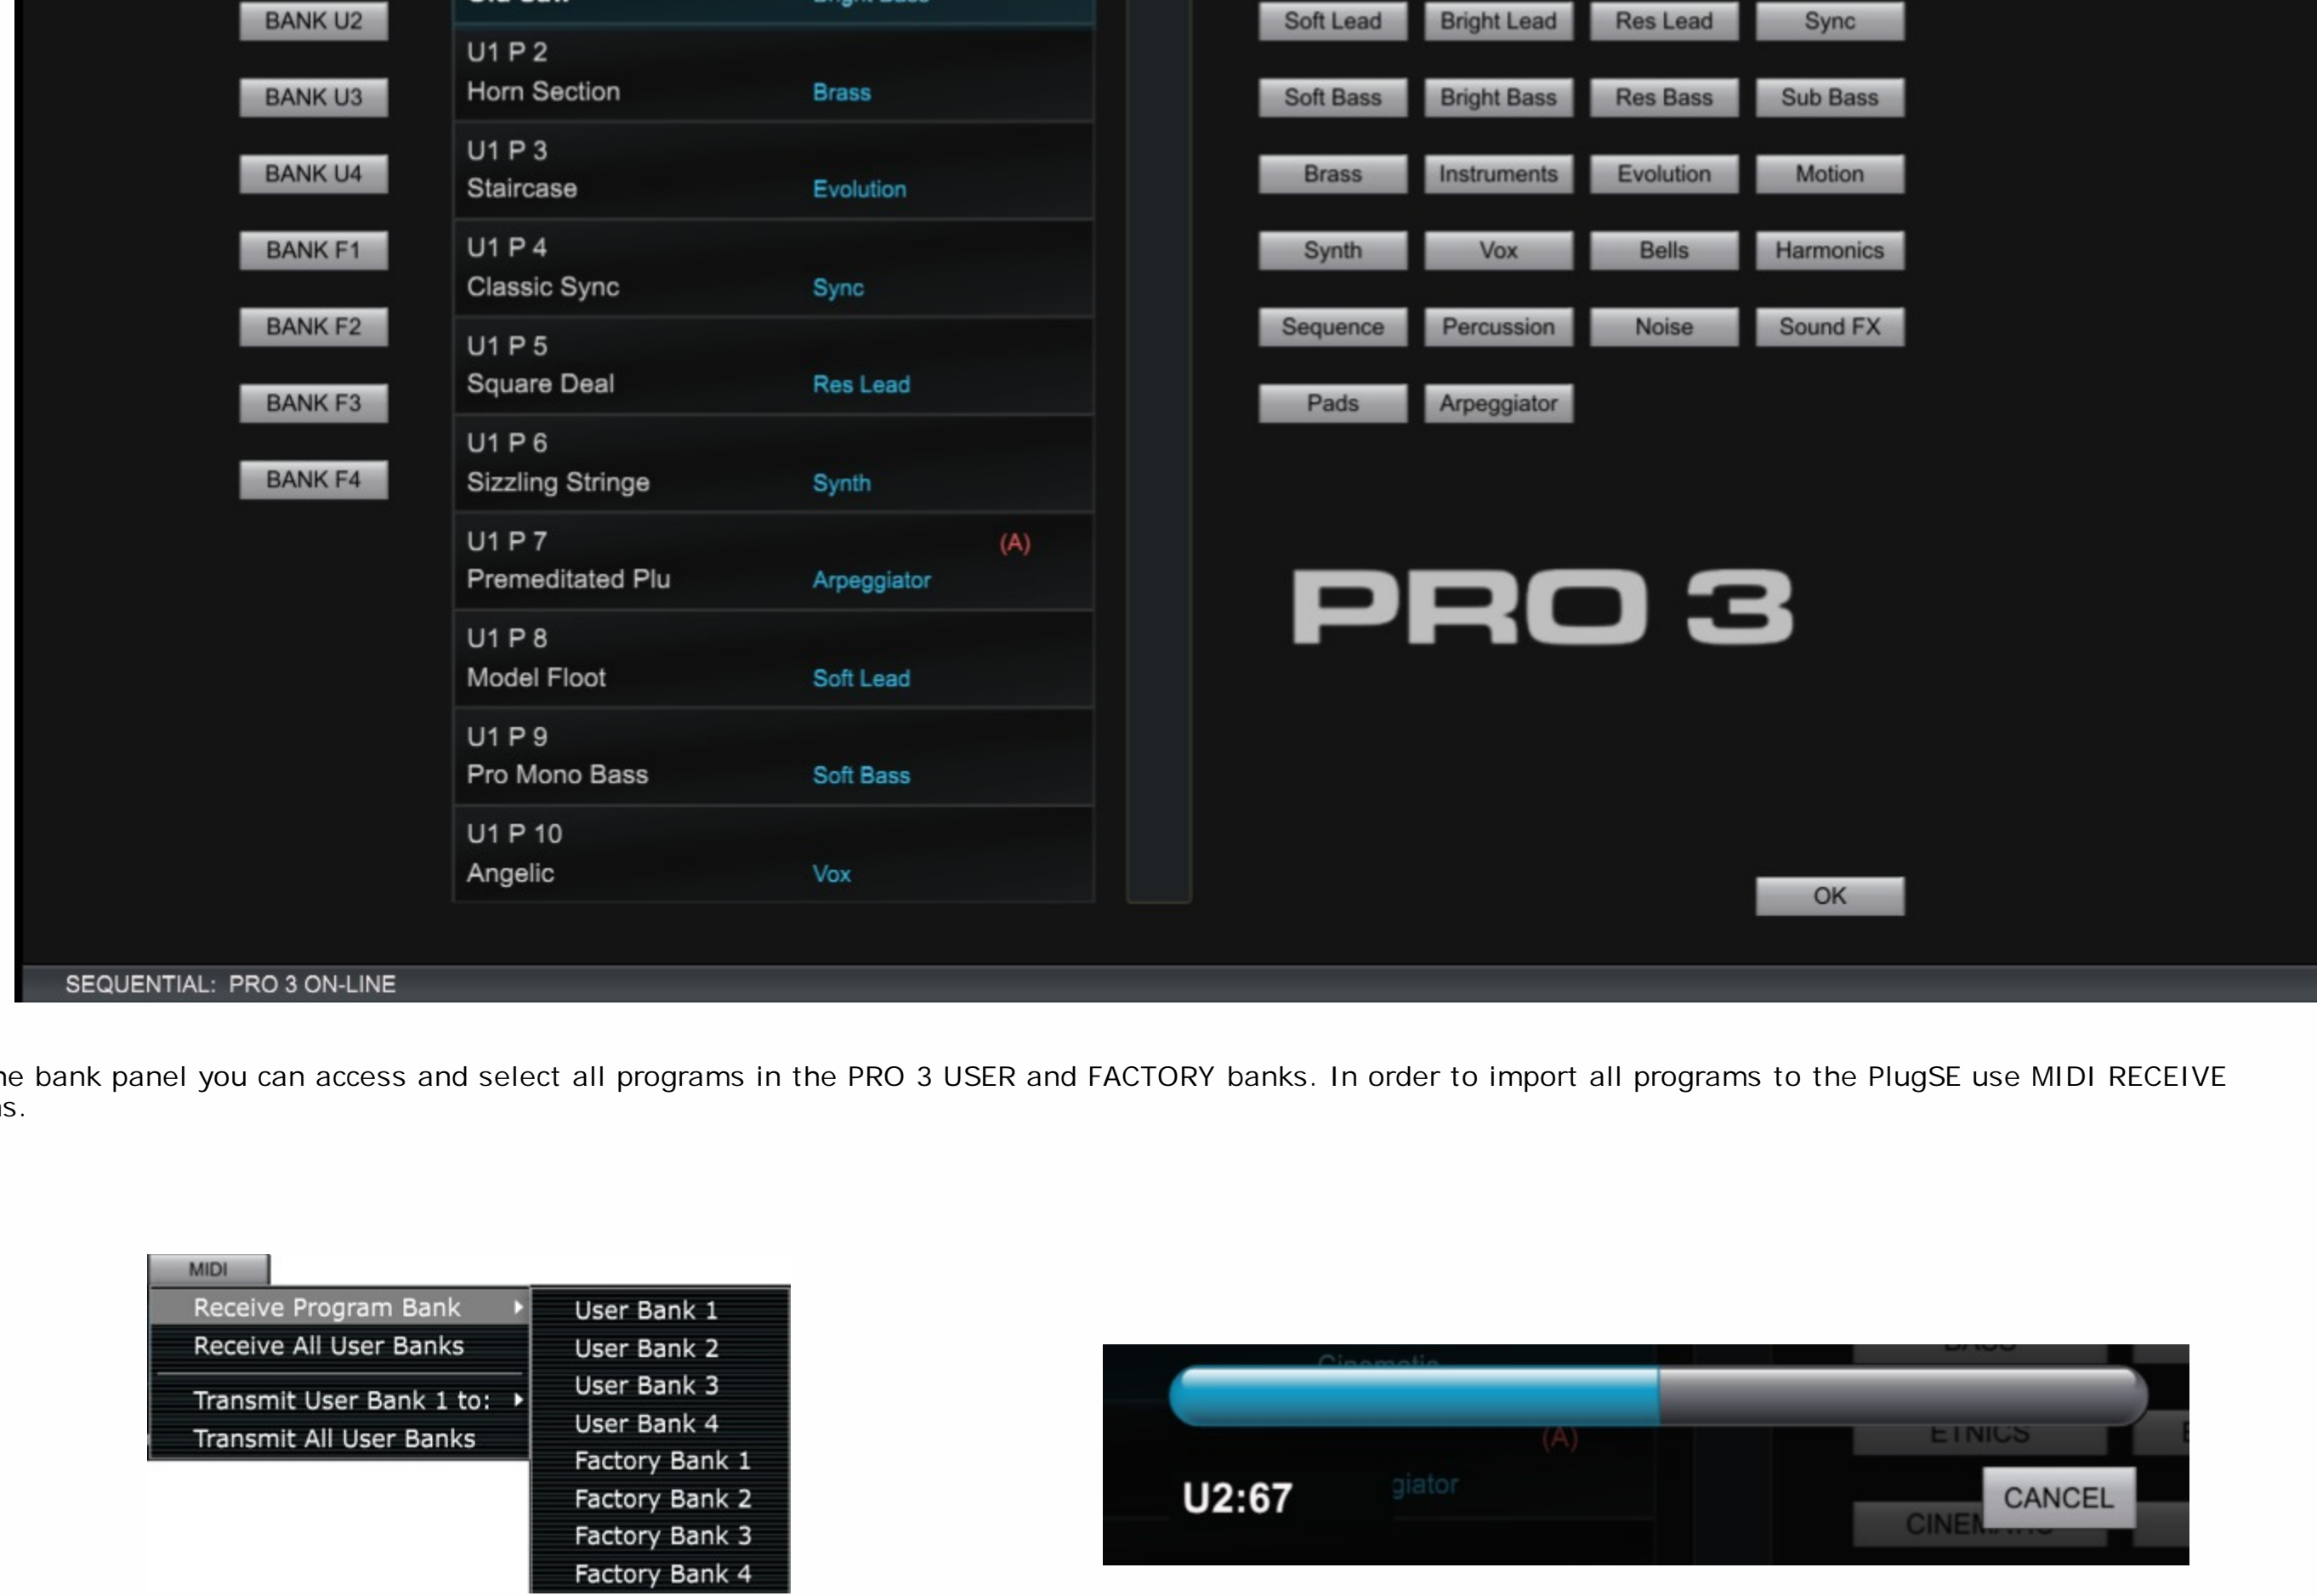 BANK U2
BANK U3
BANK U4
BANK F1
BANK F2
BANK F3
BANK F4
U1 P 2
Horn Section Brass
U1 P 3
Staircase Evolution
U1 P 4
Classic Sync Sync
U1 P 5
Square Deal Res Lead
U1 P 6
Sizzling Stringe Synth
U1 P 7 (A)
Premeditated Plu Arpeggiator
U1 P 8
Model Floot Soft Lead
U1 P 9
Pro Mono Bass Soft Bass
U1 P 10
Angelic Vox
Soft Lead Bright Lead Res Lead Sync
Soft Bass Bright Bass Res Bass Sub Bass
Brass Instruments Evolution Motion
Synth Vox Bells Harmonics
Sequence Percussion Noise Sound FX
Pads Arpeggiator
PRO 3
OK
SEQUENTIAL: PRO 3 ON-LINE
bank panel you can access and select all programs in the PRO 3 USER and FACTORY banks. In order to import all programs to the PlugSE use MIDI RECEIVE
MIDI
Receive Program Bank
Receive All User Banks
Transmit User Bank 1 to:
Transmit All User Banks
User Bank 1
User Bank 2
User Bank 3
User Bank 4
Factory Bank 1
Factory Bank 2
Factory Bank 3
Factory Bank 4
(A)
ETNICS
giator
U2:67
CANCEL